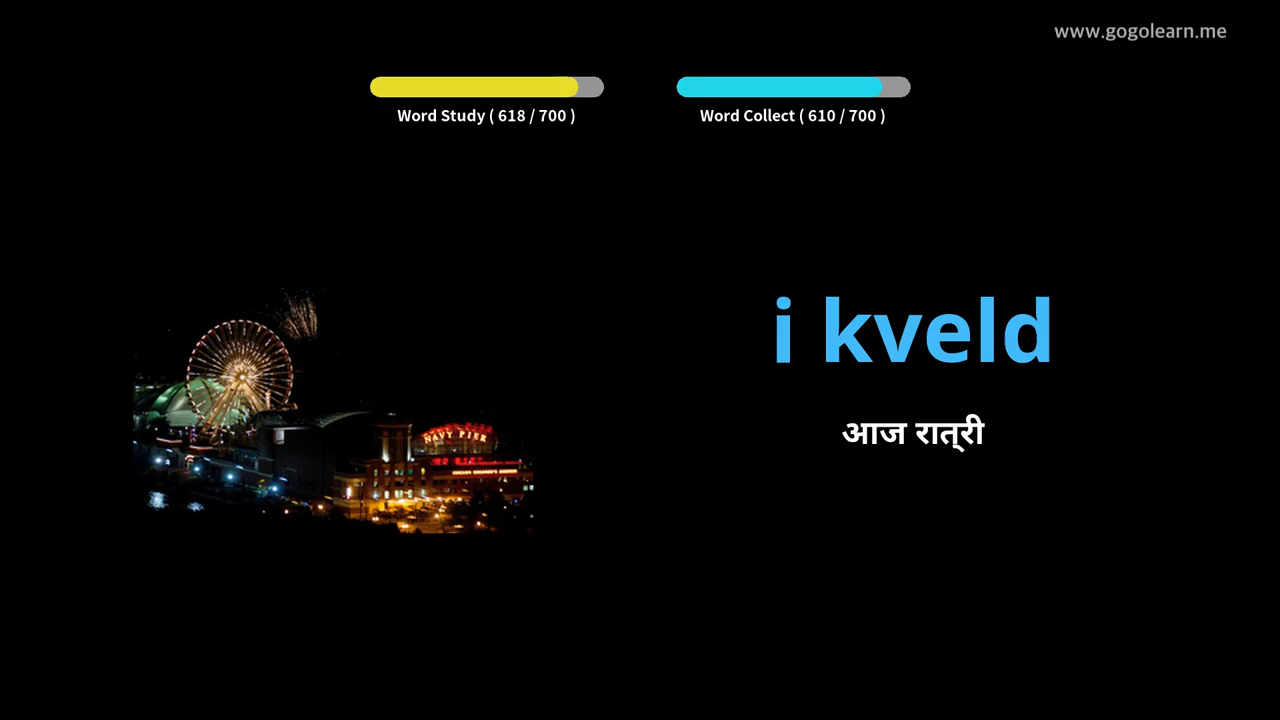 www.gogolearn.me
Word Study ( 618 / 700 )
Word Collect ( 610 / 700 )
i kveld
आज रात्री
NAVY PIER